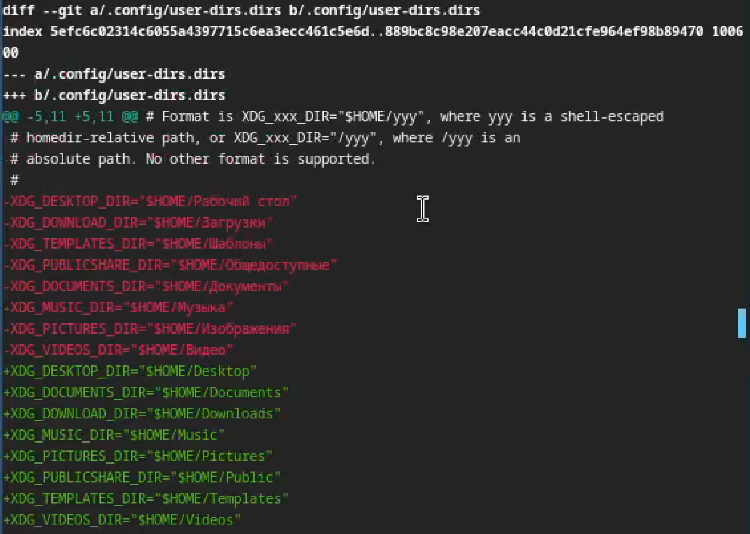 diff --git a/.config/user-dirs.dirs b/.config/user-dirs.dirs
index 5efc6c02314c6055a4397715c6ea3ecc461c5e6d..889bc8c98e207eacc44c0d21cfe964ef98b89470 1006
00
--- a/.config/user-dirs.dirs
+++ b/.config/user-dirs.dirs
@@ -5,11 +5,11 @@ # Format is XDG_xxx_DIR="$HOME/yyy", where yyy is a shell-escaped
 # homedir-relative path, or XDG_xxx_DIR="/yyy", where /yyy is an
 # absolute path. No other format is supported.
 #
-XDG_DESKTOP_DIR="$HOME/Рабочий стол"
-XDG_DOWNLOAD_DIR="$HOME/Загрузки"
-XDG_TEMPLATES_DIR="$HOME/Шаблоны"
-XDG_PUBLICSHARE_DIR="$HOME/Общедоступные"
-XDG_DOCUMENTS_DIR="$HOME/Документы"
-XDG_MUSIC_DIR="$HOME/Музыка"
-XDG_PICTURES_DIR="$HOME/Изображения"
-XDG_VIDEOS_DIR="$HOME/Видео"
+XDG_DESKTOP_DIR="$HOME/Desktop"
+XDG_DOCUMENTS_DIR="$HOME/Documents"
+XDG_DOWNLOAD_DIR="$HOME/Downloads"
+XDG_MUSIC_DIR="$HOME/Music"
+XDG_PICTURES_DIR="$HOME/Pictures"
+XDG_PUBLICSHARE_DIR="$HOME/Public"
+XDG_TEMPLATES_DIR="$HOME/Templates"
+XDG_VIDEOS_DIR="$HOME/Videos"